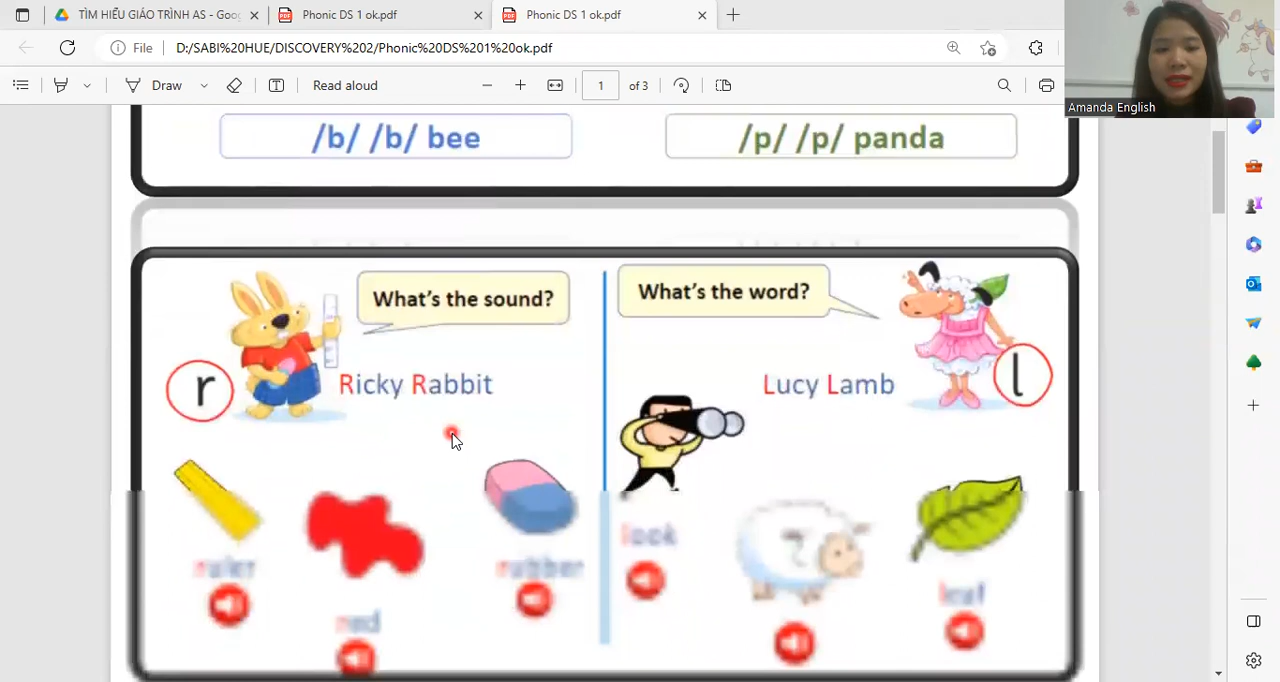 TÌM HIỂU GIÁO TRÌNH AS - Goo
Phonic DS 1 ok.pdf
Phonic DS 1 ok.pdf
File
D:/SABI%20HUE/DISCOVERY%202/Phonic%20DS%201%20ok.pdf
Draw
Read aloud
1 of 3
Amanda English
/b/ /b/ bee
/p/ /p/ panda
What's the sound?
What's the word?
r
Ricky Rabbit
Lucy Lamb
l
look
ruler
rubber
leaf
red